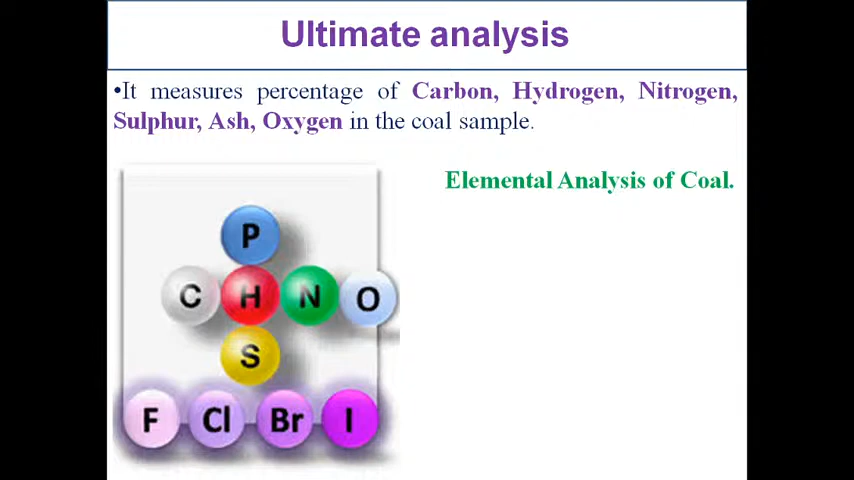 Ultimate analysis
•It measures percentage of Carbon, Hydrogen, Nitrogen,
Sulphur, Ash, Oxygen in the coal sample.
Elemental Analysis of Coal.
P
C H N O
S
F Cl Br I